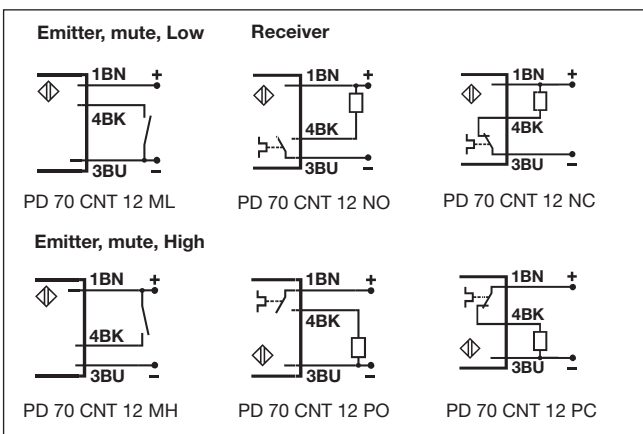 Emitter, mute, Low
Receiver
1BN +
4BK
3BU -
PD 70 CNT 12 ML
1BN +
4BK
3BU -
PD 70 CNT 12 NO
1BN +
4BK
3BU -
PD 70 CNT 12 NC
Emitter, mute, High
1BN +
4BK
3BU -
PD 70 CNT 12 MH
1BN +
4BK
3BU -
PD 70 CNT 12 PO
1BN +
4BK
3BU -
PD 70 CNT 12 PC